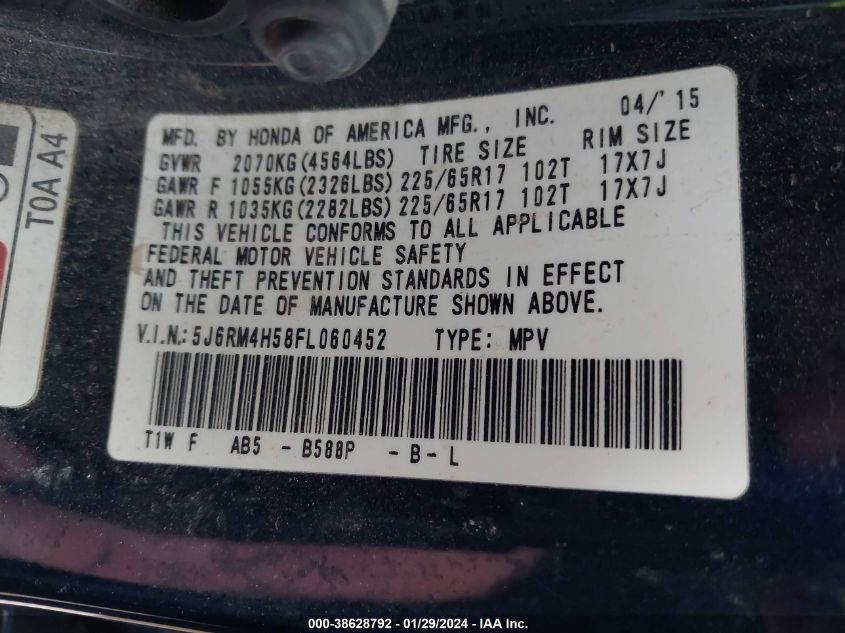 MFD. BY HONDA OF AMERICA MFG., INC. 04/'15
GVWR 2070KG(4564LBS) TIRE SIZE RIM SIZE
GAWR F 1055KG(2326LBS) 225/65R17 102T 17X7J
GAWR R 1035KG(2282LBS) 225/65R17 102T 17X7J
THIS VEHICLE CONFORMS TO ALL APPLICABLE
FEDERAL MOTOR VEHICLE SAFETY
AND THEFT PREVENTION STANDARDS IN EFFECT
ON THE DATE OF MANUFACTURE SHOWN ABOVE.
V.I.N.: 5J6RM4H58FL060452 TYPE: MPV
T1W F AB5 - B588P - B - L
T0A A4
000-38628792 - 01/29/2024 - IAA Inc.